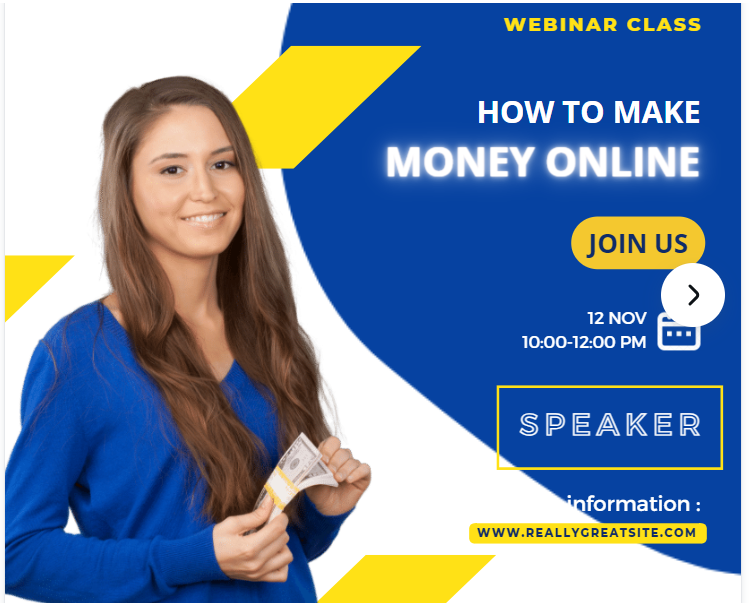 WEBINAR CLASS
HOW TO MAKE
MONEY ONLINE
JOIN US
12 NOV
10:00-12:00 PM
SPEAKER
information :
WWW.REALLYGREATSITE.COM